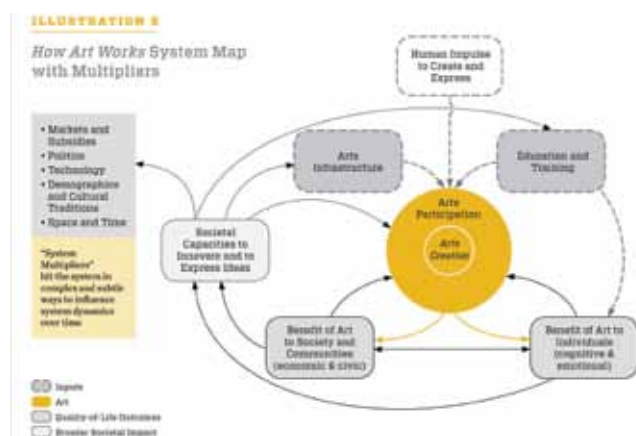 ILLUSTRATION 5
How Art Works System Map
with Multipliers
Human Impulse
to Create and
Express
• Markets and
Subsidies
• Politics
• Technology
• Demographics
and Cultural
Traditions
• Space and Time
"System
Multipliers"
hit the system in
complex and subtle
ways to influence
system dynamics
over time
Arts
Infrastructure
Education and
Training
Societal
Capacities to
Innovate and to
Express Ideas
Arts
Participation
Arts
Creation
Benefit of Art
to Society and
Communities
(economic & civic)
Benefit of Art to
Individuals
(cognitive &
emotional)
Inputs
Art
Quality-of-Life Outcomes
Broader Societal Impact